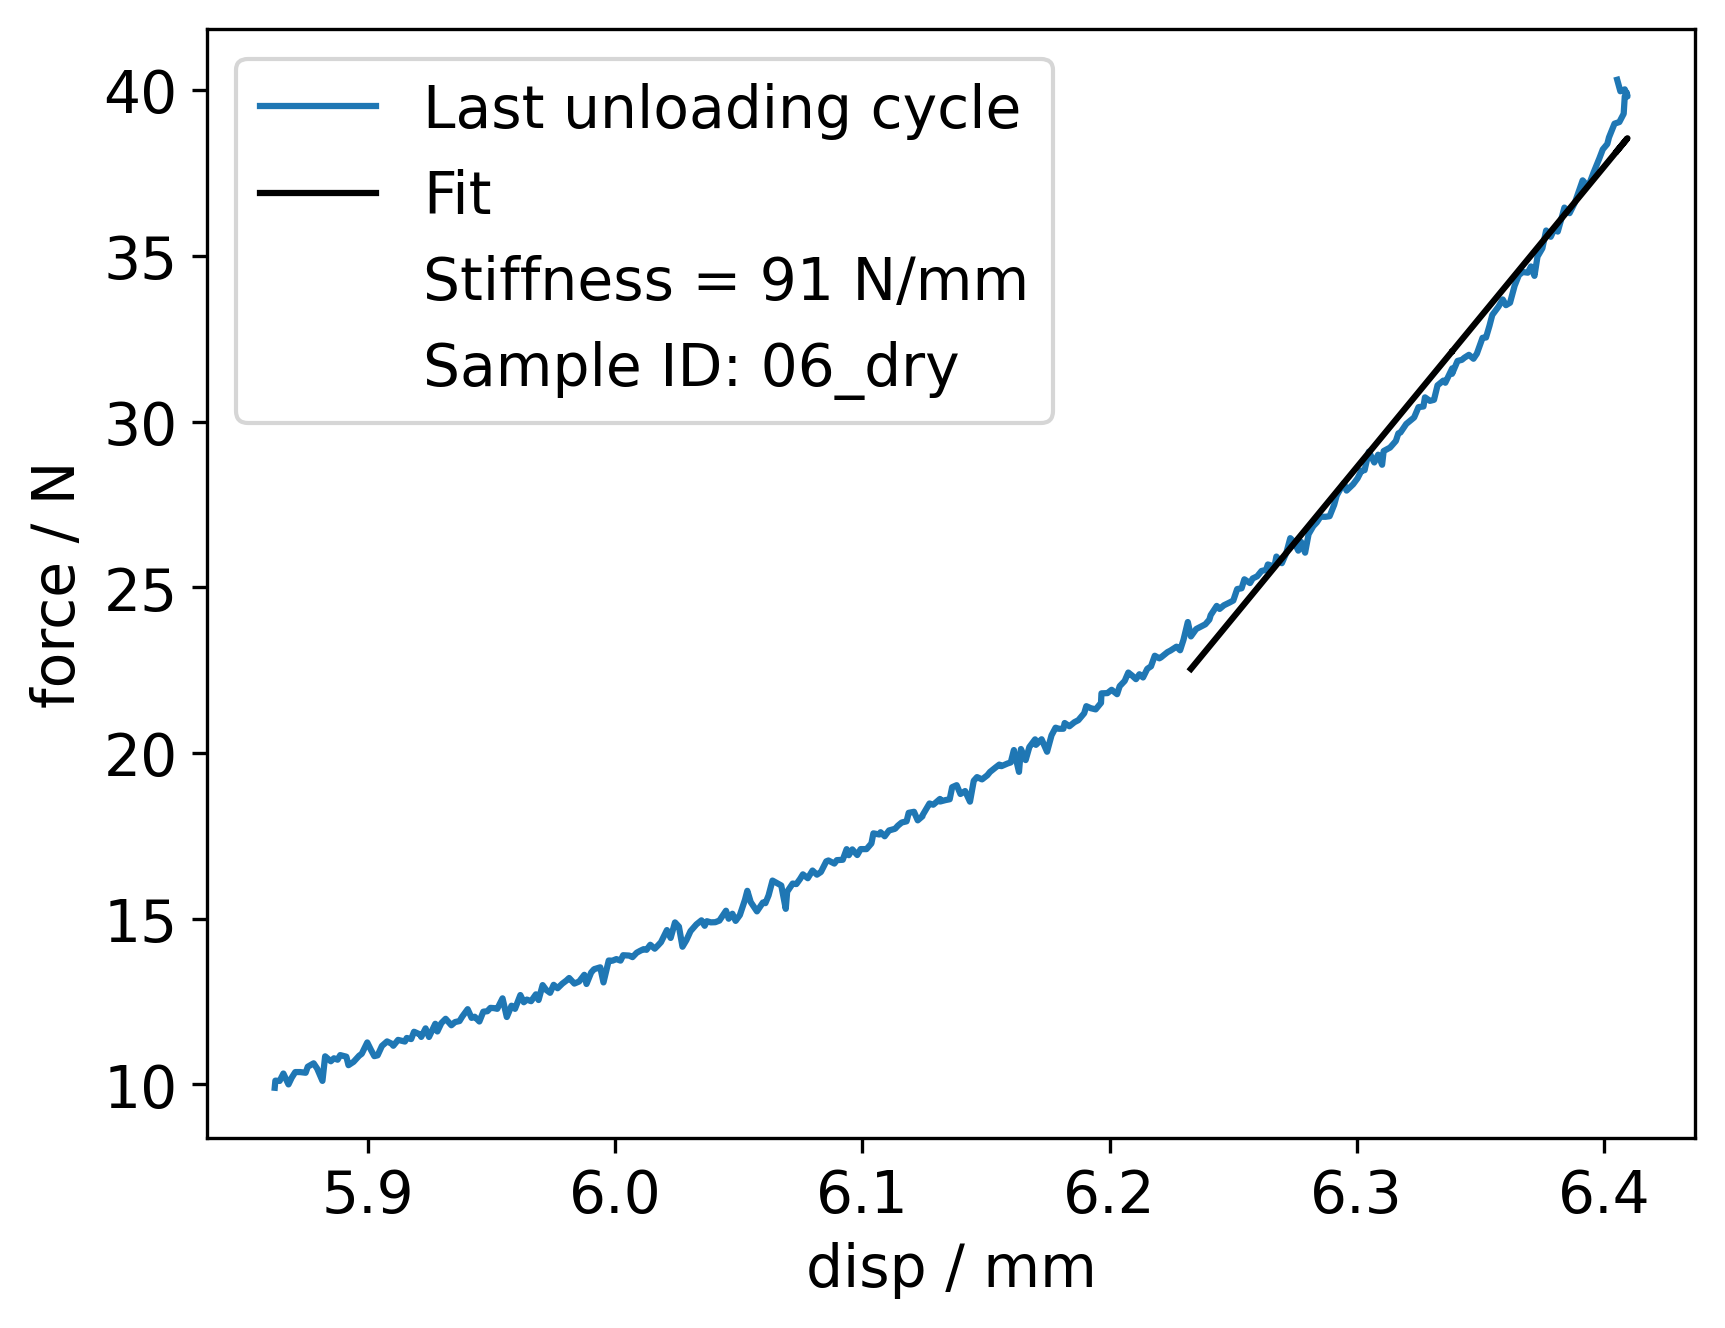 Last unloading cycle
Fit
Stiffness = 91 N/mm
Sample ID: 06_dry
force / N
40
35
30
25
20
15
10
5.9 6.0 6.1 6.2 6.3 6.4
disp / mm